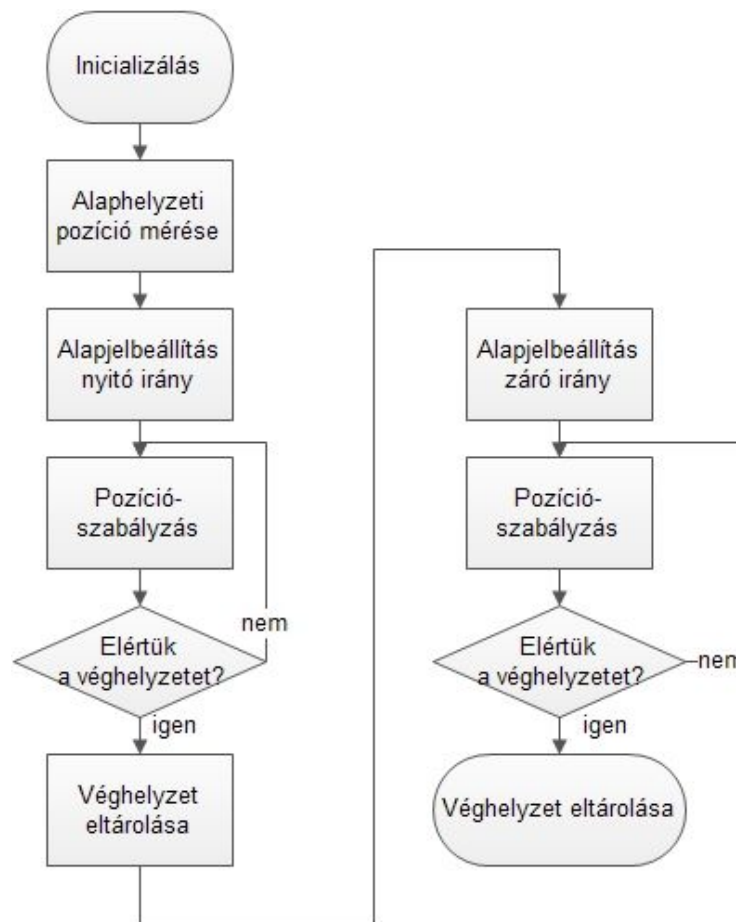 Inicializálás
Alaphelyzeti
pozíció mérése
Alapjelbeállítás
nyitó irány
Pozíció-
szabályzás
Elértük
a véghelyzetet?
nem
igen
Véghelyzet
eltárolása
Alapjelbeállítás
záró irány
Pozíció-
szabályzás
Elértük
a véghelyzetet?
nem
igen
Véghelyzet eltárolása